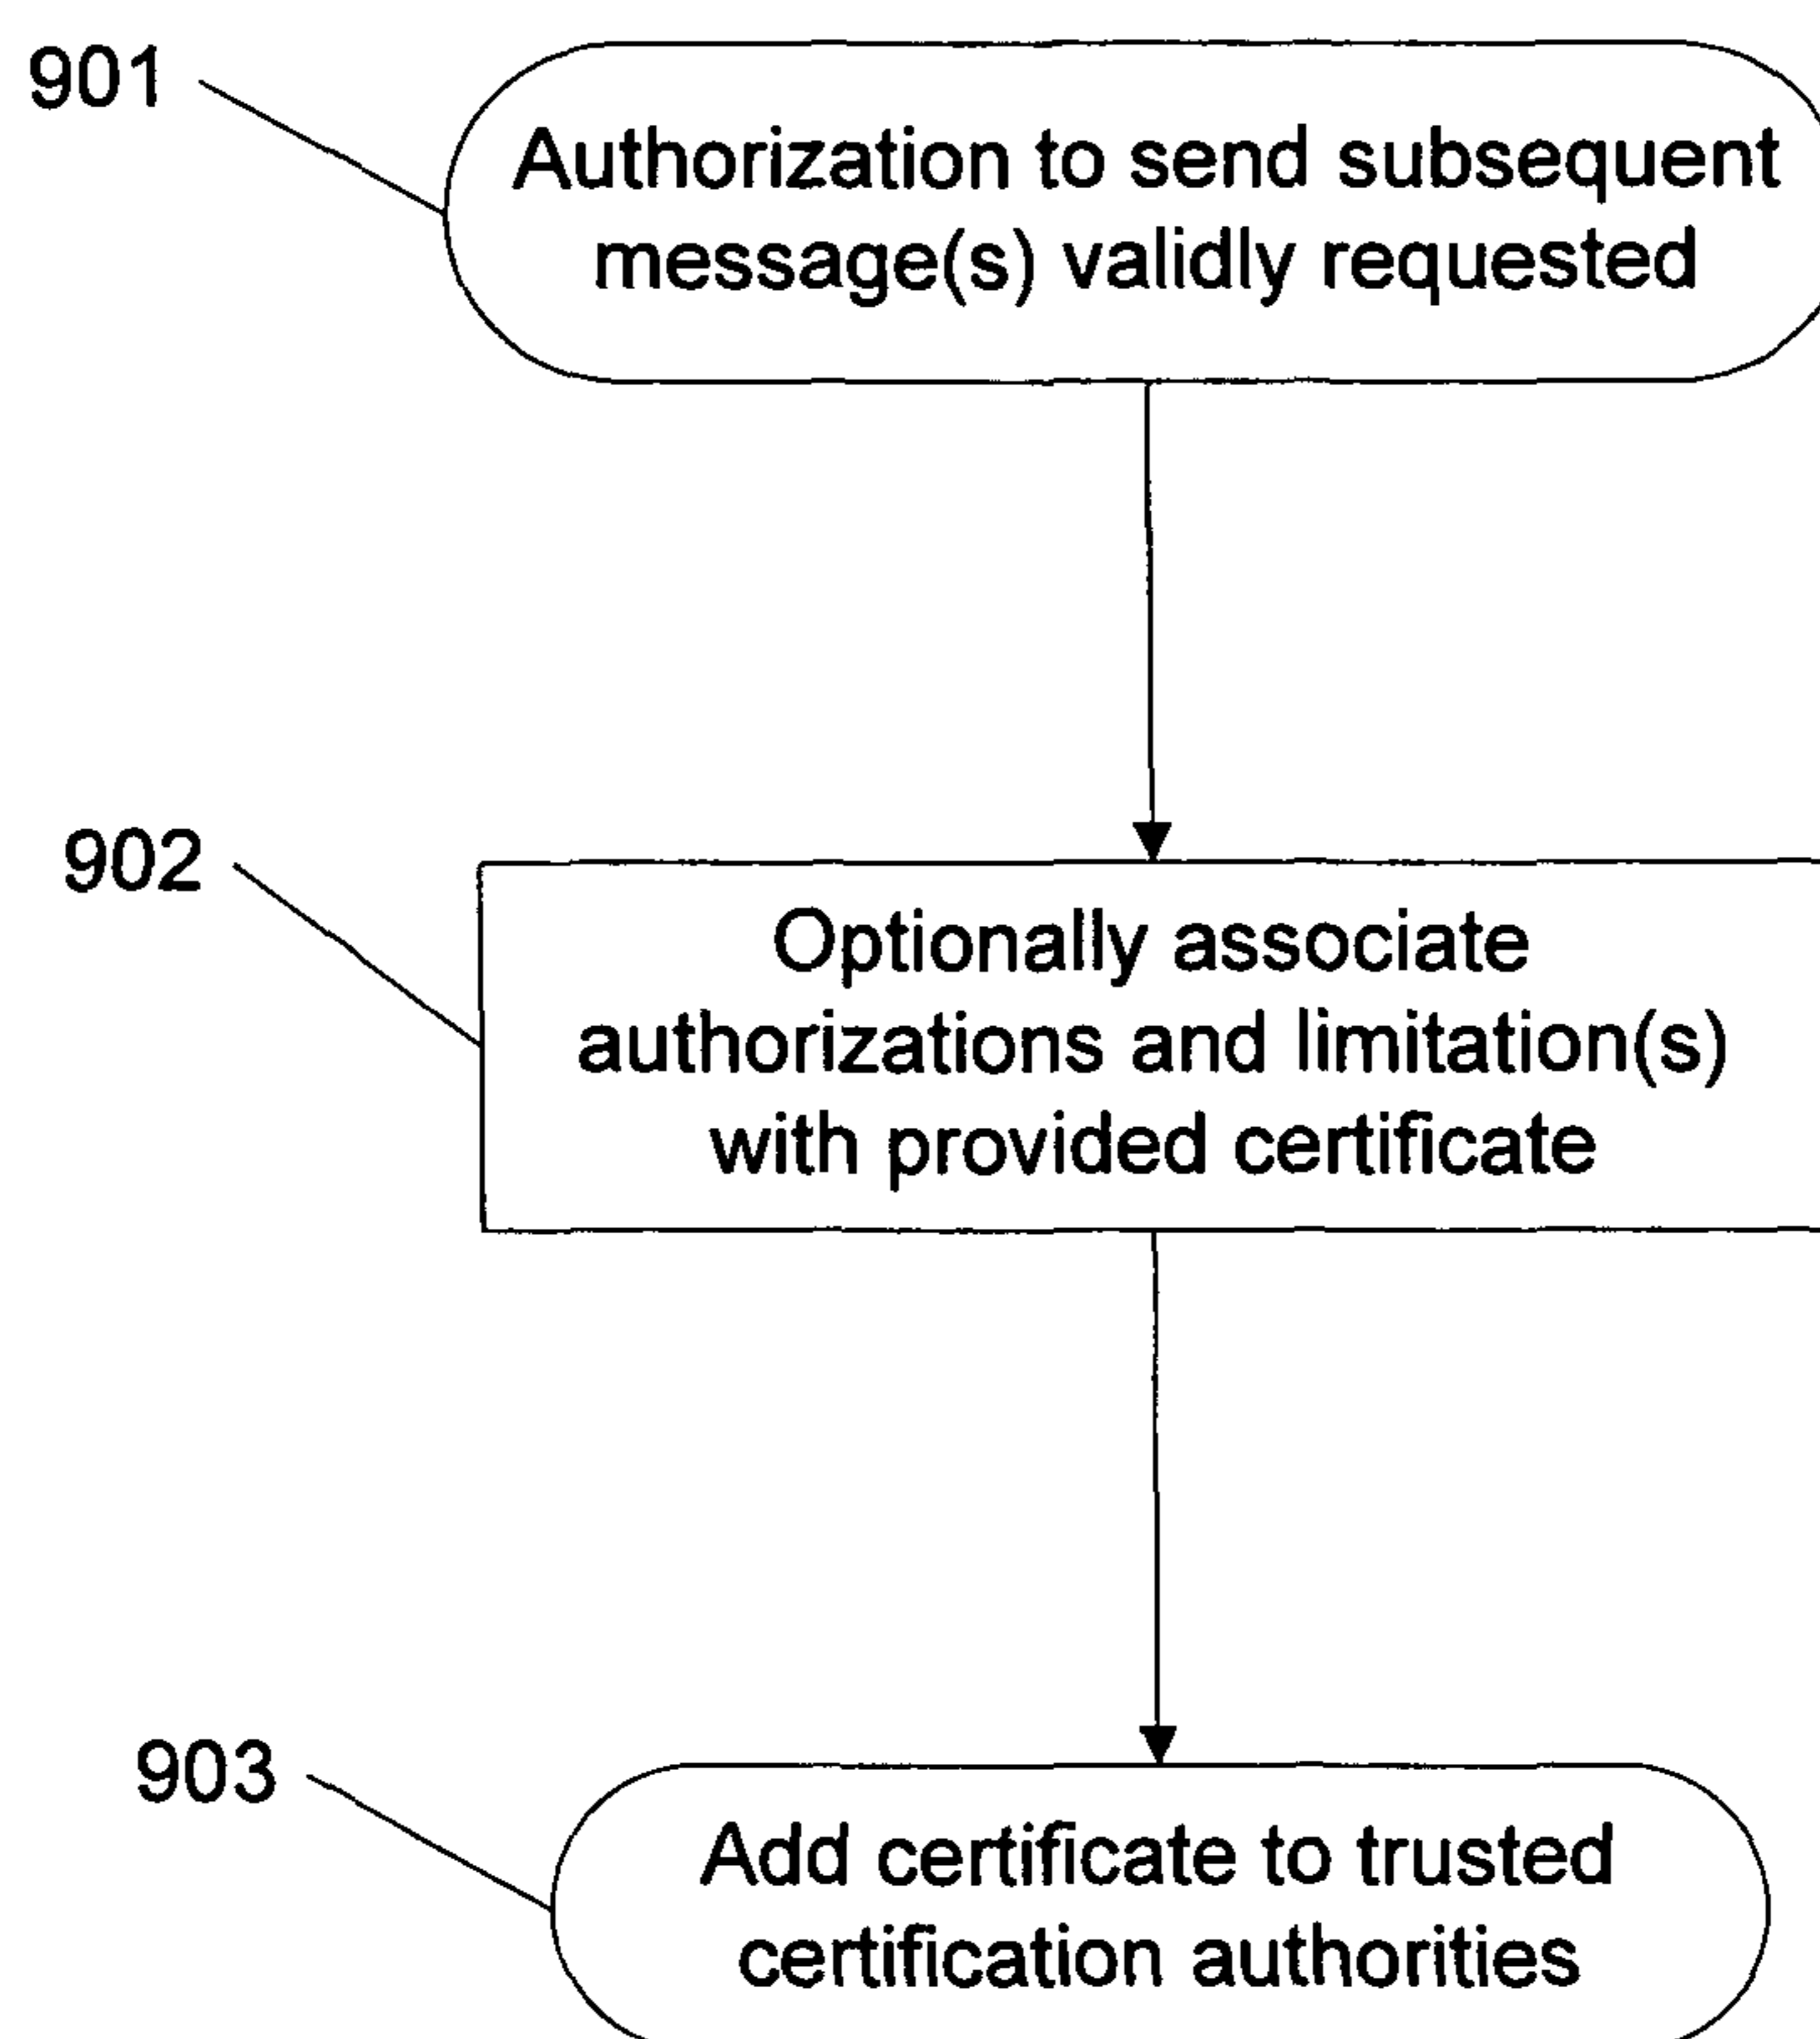 901
Authorization to send subsequent
message(s) validly requested
902
Optionally associate
authorizations and limitation(s)
with provided certificate
903
Add certificate to trusted
certification authorities